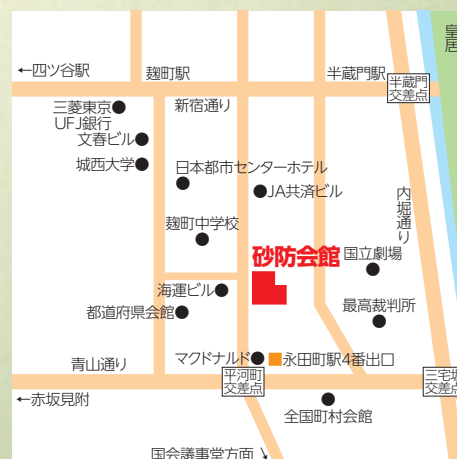 皇居
←四ツ谷駅
麹町駅
半蔵門駅
半蔵門
交差点
三菱東京
UFJ銀行
新宿通り
文春ビル
城西大学
日本都市センターホテル
JA共済ビル
内堀通り
麹町中学校
砂防会館
国立劇場
海運ビル
都道府県会館
最高裁判所
青山通り
マクドナルド
永田町駅4番出口
平河町
交差点
三宅坂
交差点
←赤坂見附
全国町村会館
国会議事堂方面↘